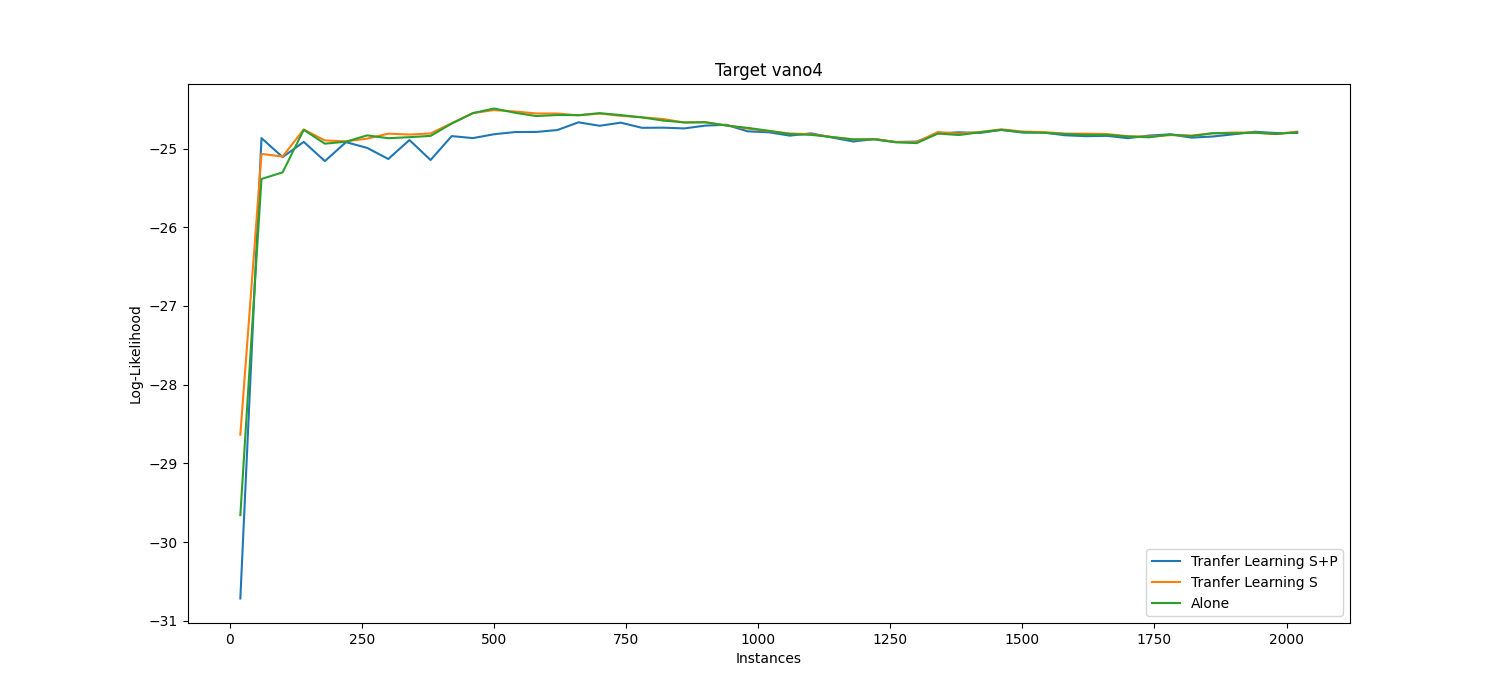 Target vano4
Log-Likelihood
−25
−26
−27
−28
−29
−30
−31
0 250 500 750 1000 1250 1500 1750 2000
Instances
Tranfer Learning S+P
Tranfer Learning S
Alone